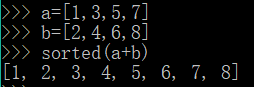 >>> a=[1,3,5,7]
>>> b=[2,4,6,8]
>>> sorted(a+b)
[1, 2, 3, 4, 5, 6, 7, 8]